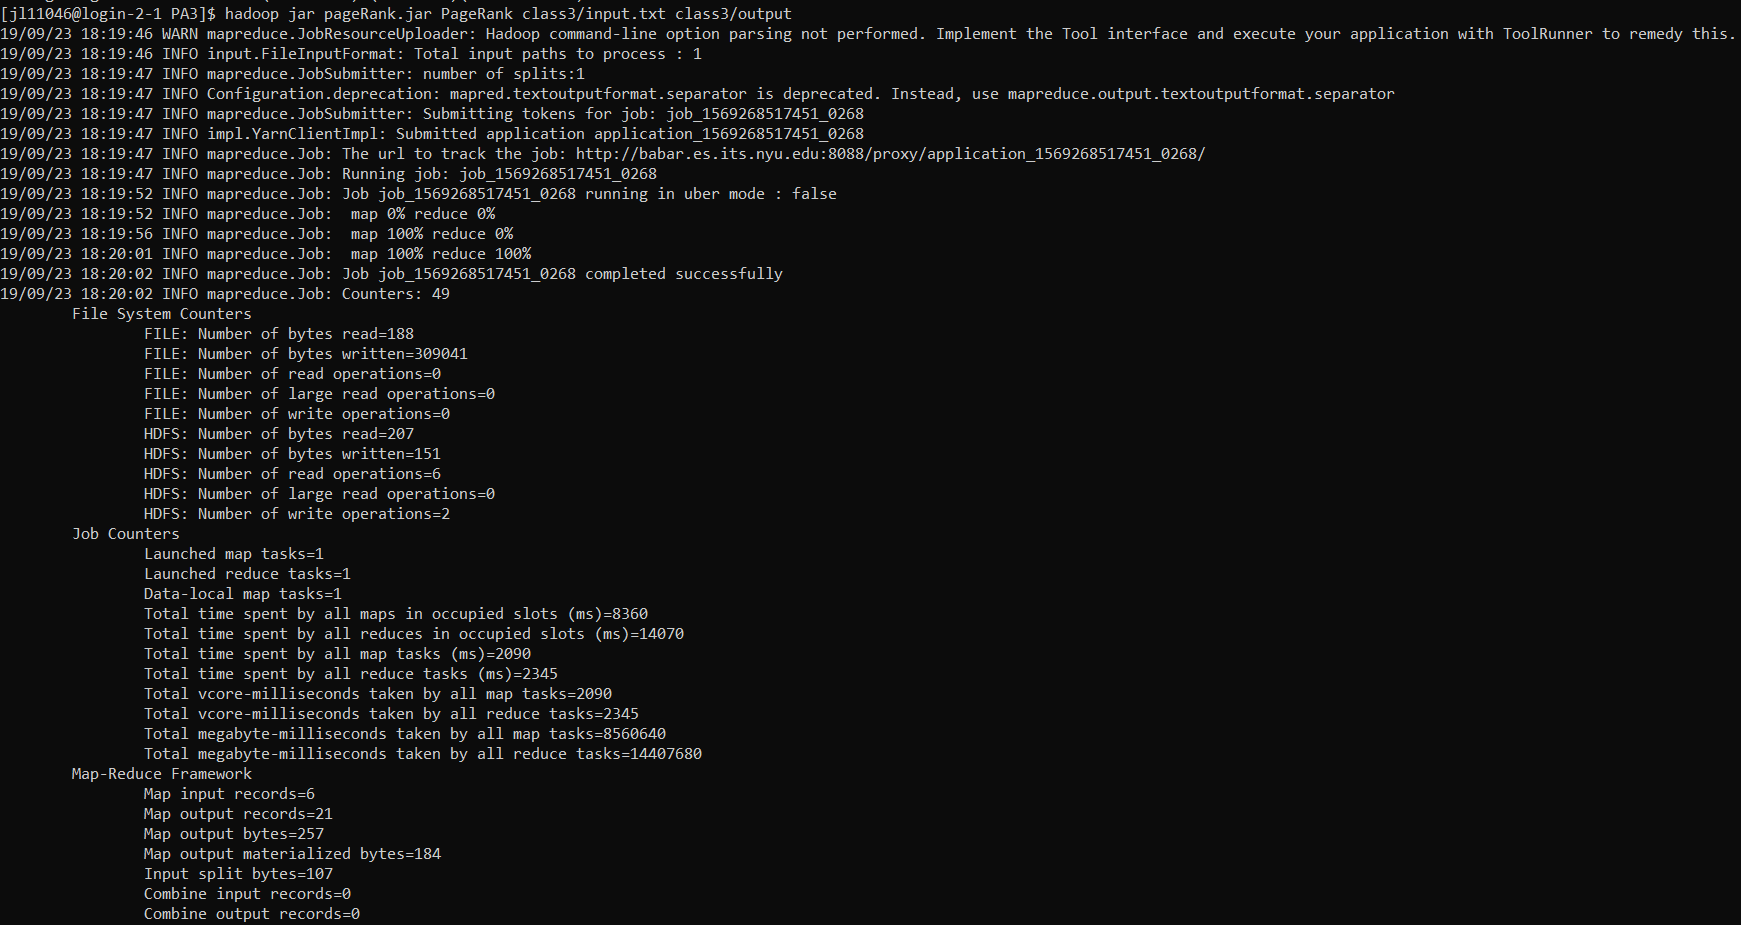 [jl11046@login-2-1 PA3]$ hadoop jar pageRank.jar PageRank class3/input.txt class3/output
19/09/23 18:19:46 WARN mapreduce.JobResourceUploader: Hadoop command-line option parsing not performed. Implement the Tool interface and execute your application with ToolRunner to remedy this.
19/09/23 18:19:46 INFO input.FileInputFormat: Total input paths to process : 1
19/09/23 18:19:47 INFO mapreduce.JobSubmitter: number of splits:1
19/09/23 18:19:47 INFO Configuration.deprecation: mapred.textoutputformat.separator is deprecated. Instead, use mapreduce.output.textoutputformat.separator
19/09/23 18:19:47 INFO mapreduce.JobSubmitter: Submitting tokens for job: job_1569268517451_0268
19/09/23 18:19:47 INFO impl.YarnClientImpl: Submitted application application_1569268517451_0268
19/09/23 18:19:47 INFO mapreduce.Job: The url to track the job: http://babar.es.its.nyu.edu:8088/proxy/application_1569268517451_0268/
19/09/23 18:19:47 INFO mapreduce.Job: Running job: job_1569268517451_0268
19/09/23 18:19:52 INFO mapreduce.Job: Job job_1569268517451_0268 running in uber mode : false
19/09/23 18:19:52 INFO mapreduce.Job:  map 0% reduce 0%
19/09/23 18:19:56 INFO mapreduce.Job:  map 100% reduce 0%
19/09/23 18:20:01 INFO mapreduce.Job:  map 100% reduce 100%
19/09/23 18:20:02 INFO mapreduce.Job: Job job_1569268517451_0268 completed successfully
19/09/23 18:20:02 INFO mapreduce.Job: Counters: 49
File System Counters
FILE: Number of bytes read=188
FILE: Number of bytes written=309041
FILE: Number of read operations=0
FILE: Number of large read operations=0
FILE: Number of write operations=0
HDFS: Number of bytes read=207
HDFS: Number of bytes written=151
HDFS: Number of read operations=6
HDFS: Number of large read operations=0
HDFS: Number of write operations=2
Job Counters
Launched map tasks=1
Launched reduce tasks=1
Data-local map tasks=1
Total time spent by all maps in occupied slots (ms)=8360
Total time spent by all reduces in occupied slots (ms)=14070
Total time spent by all map tasks (ms)=2090
Total time spent by all reduce tasks (ms)=2345
Total vcore-milliseconds taken by all map tasks=2090
Total vcore-milliseconds taken by all reduce tasks=2345
Total megabyte-milliseconds taken by all map tasks=8560640
Total megabyte-milliseconds taken by all reduce tasks=14407680
Map-Reduce Framework
Map input records=6
Map output records=21
Map output bytes=257
Map output materialized bytes=184
Input split bytes=107
Combine input records=0
Combine output records=0